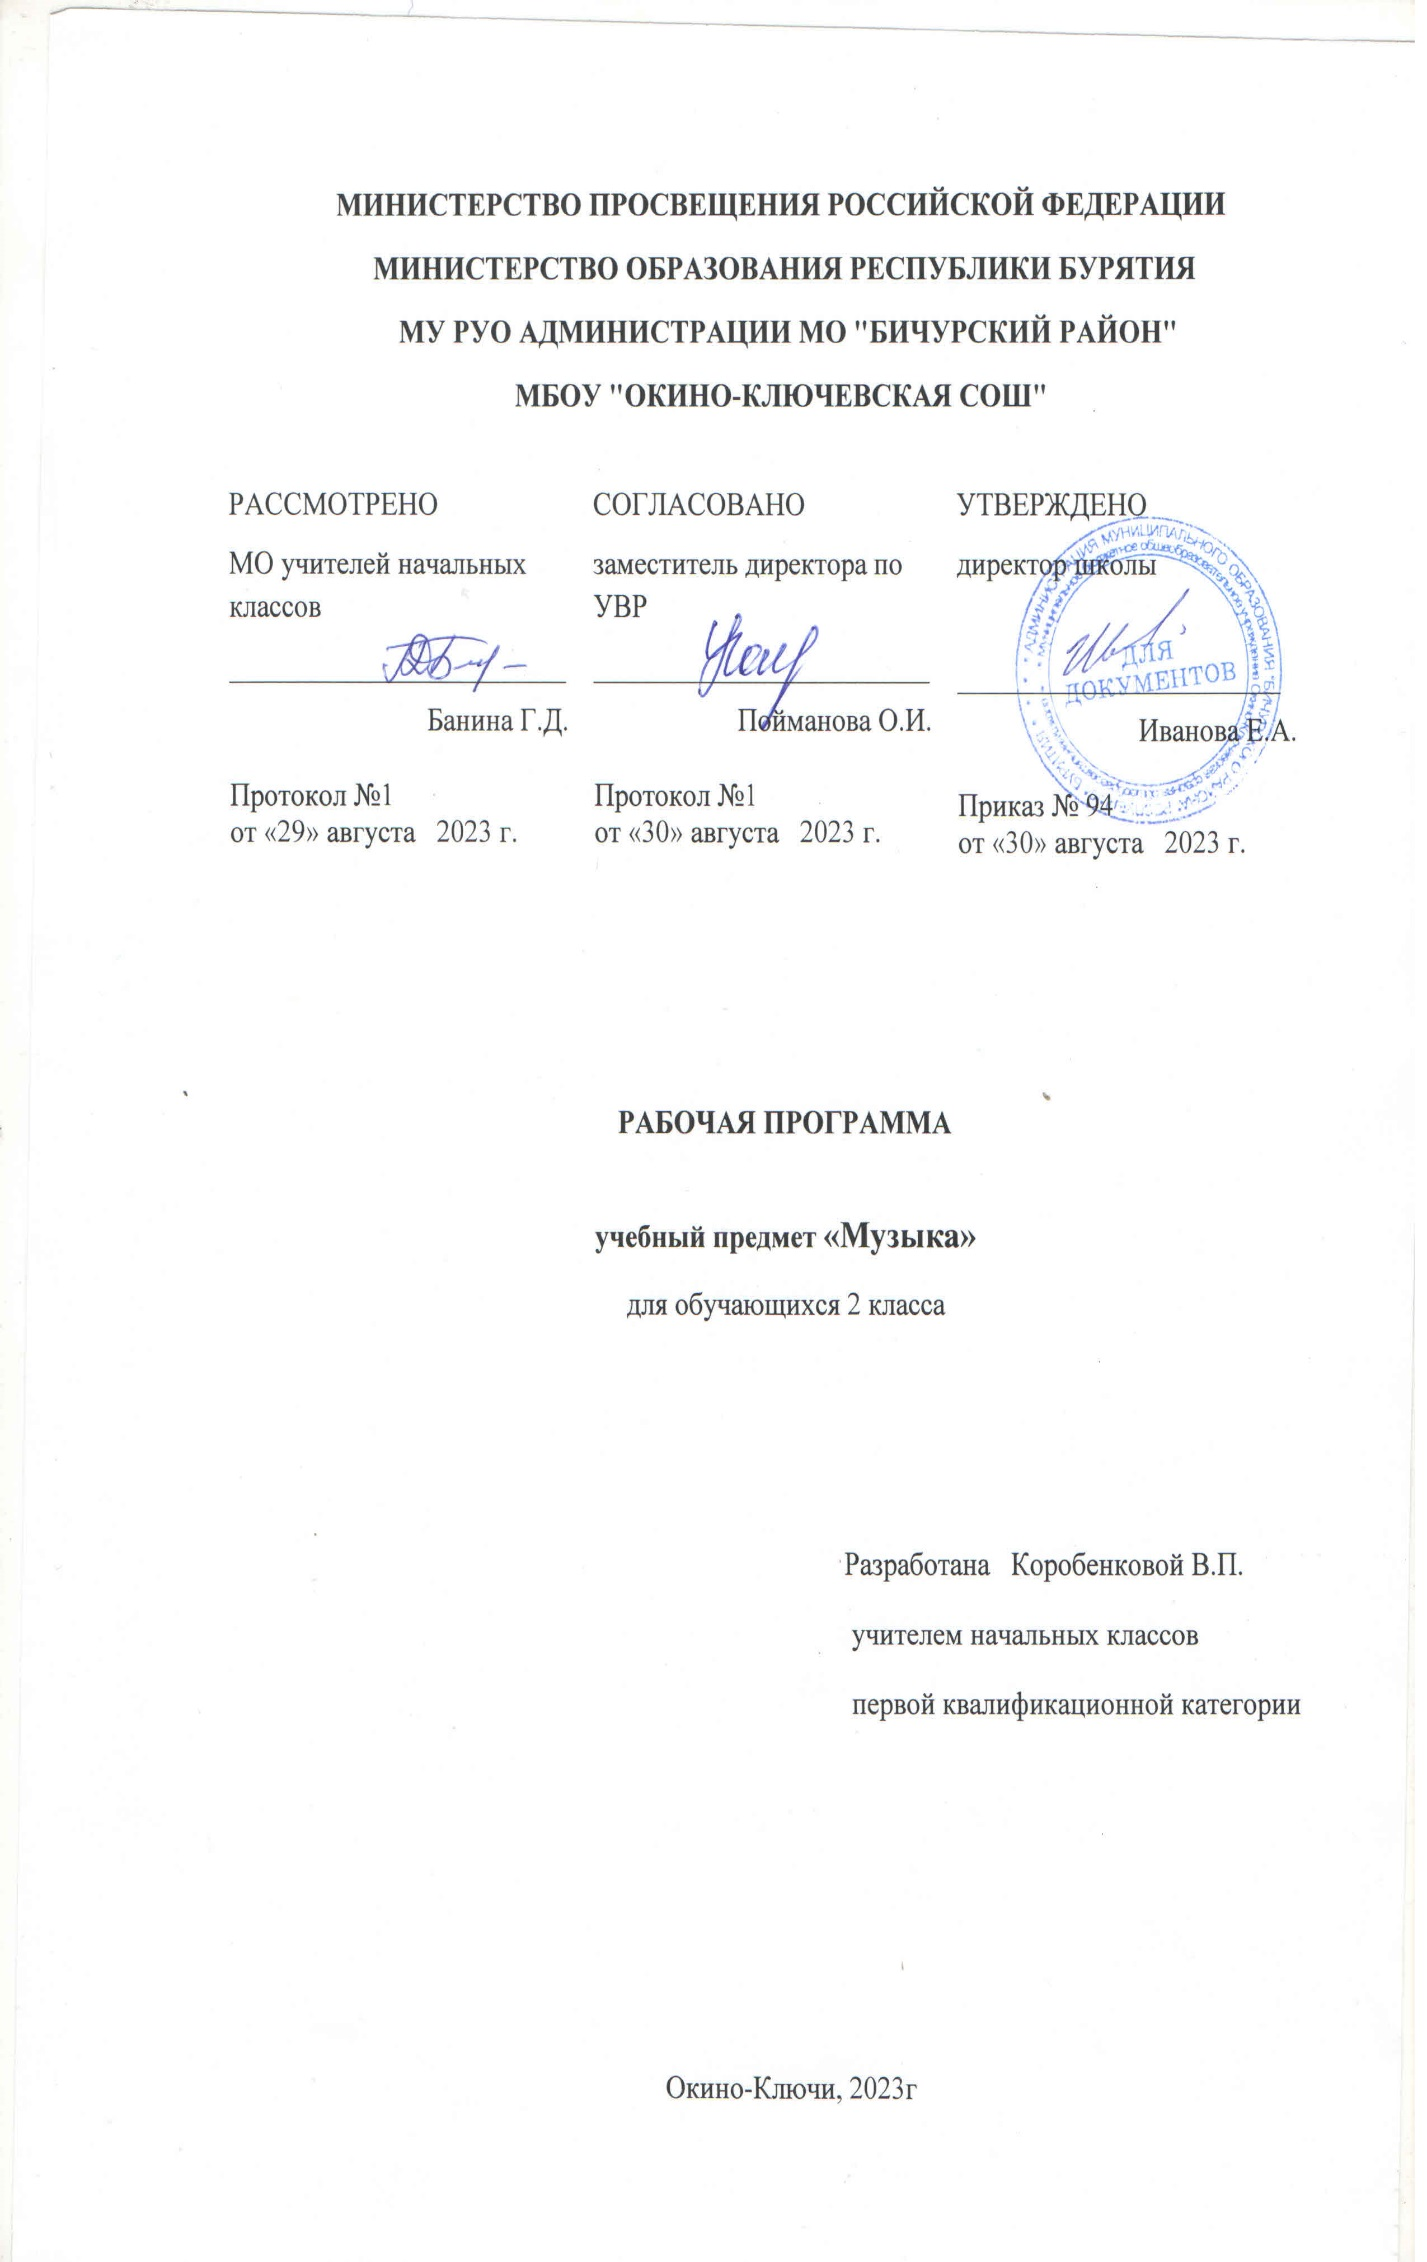 МИНИСТЕРСТВО ПРОСВЕЩЕНИЯ РОССИЙСКОЙ ФЕДЕРАЦИИ
МИНИСТЕРСТВО ОБРАЗОВАНИЯ РЕСПУБЛИКИ БУРЯТИЯ
МУ РУО АДМИНИСТРАЦИИ МО "БИЧУРСКИЙ РАЙОН"
МБОУ "ОКИНО-КЛЮЧЕВСКАЯ СОШ"
РАССМОТРЕНО
МО учителей начальных
классов
Банина Г.Д.
Протокол №1
от «29» августа 2023 г.
СОГЛАСОВАНО
заместитель директора по
УВР
Пойманова О.И.
Протокол №1
от «30» августа 2023 г.
УТВЕРЖДЕНО
директор школы
ДЛЯ
ДОКУМЕНТОВ
АДМИНИСТРАЦИЯ МУНИЦИПАЛЬНОГО ОБРАЗОВАНИЯ
Иванова Е.А.
Приказ № 94
от «30» августа 2023 г.
РАБОЧАЯ ПРОГРАММА
учебный предмет «Музыка»
для обучающихся 2 класса
Разработана Коробенковой В.П.
учителем начальных классов
первой квалификационной категории
Окино-Ключи, 2023г